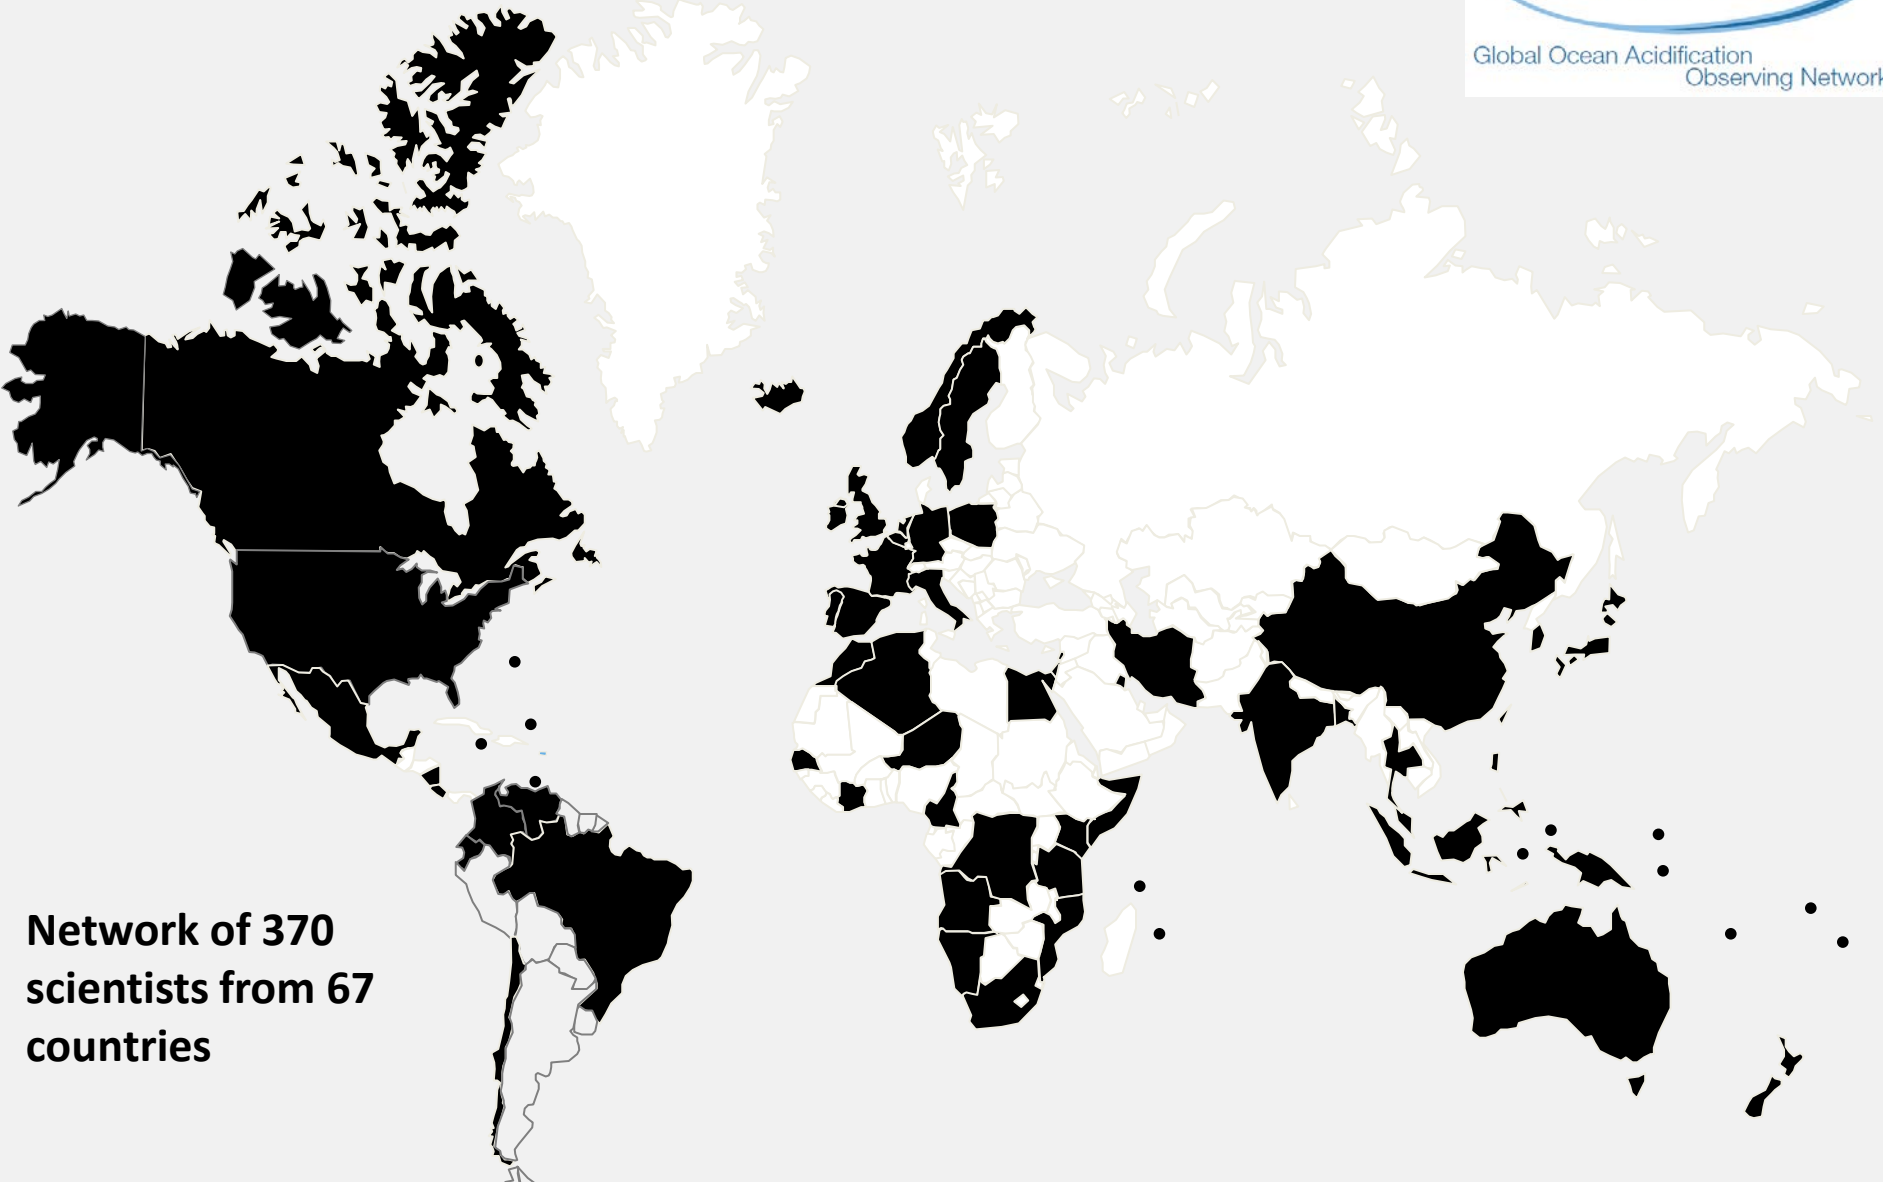 Global Ocean Acidification
Observing Network
Network of 370
scientists from 67
countries